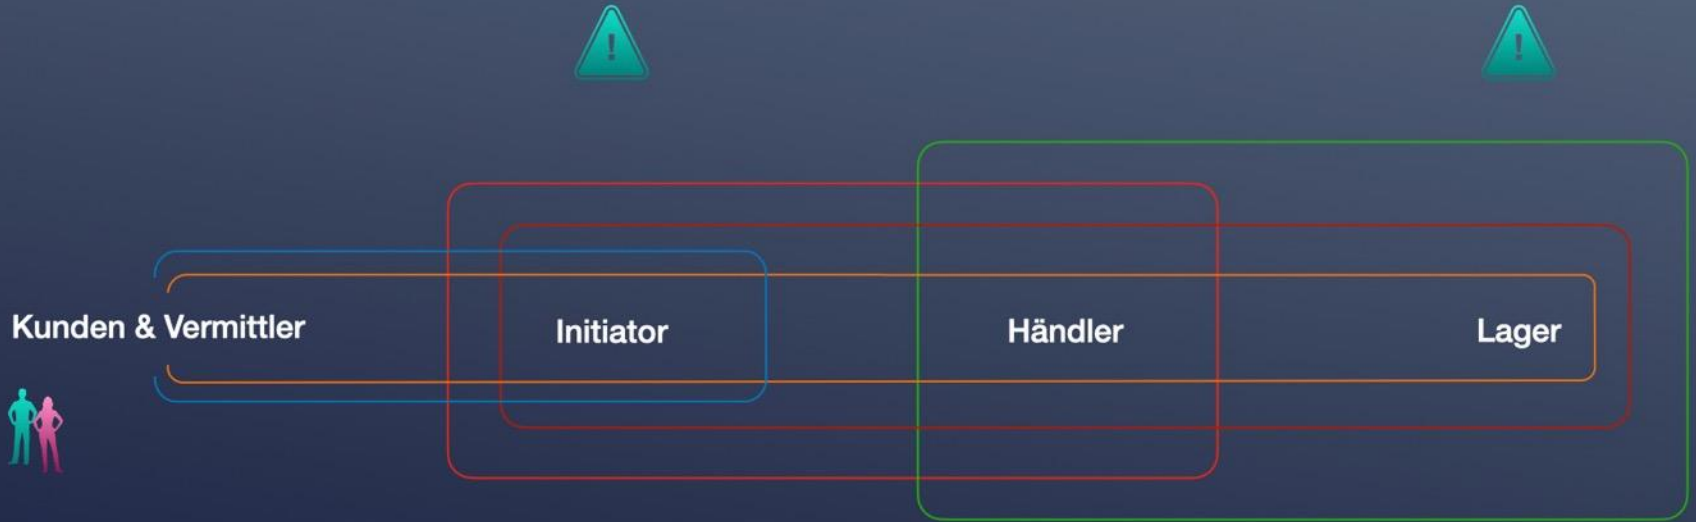 !
!
Kunden & Vermittler
Initiator
Händler
Lager